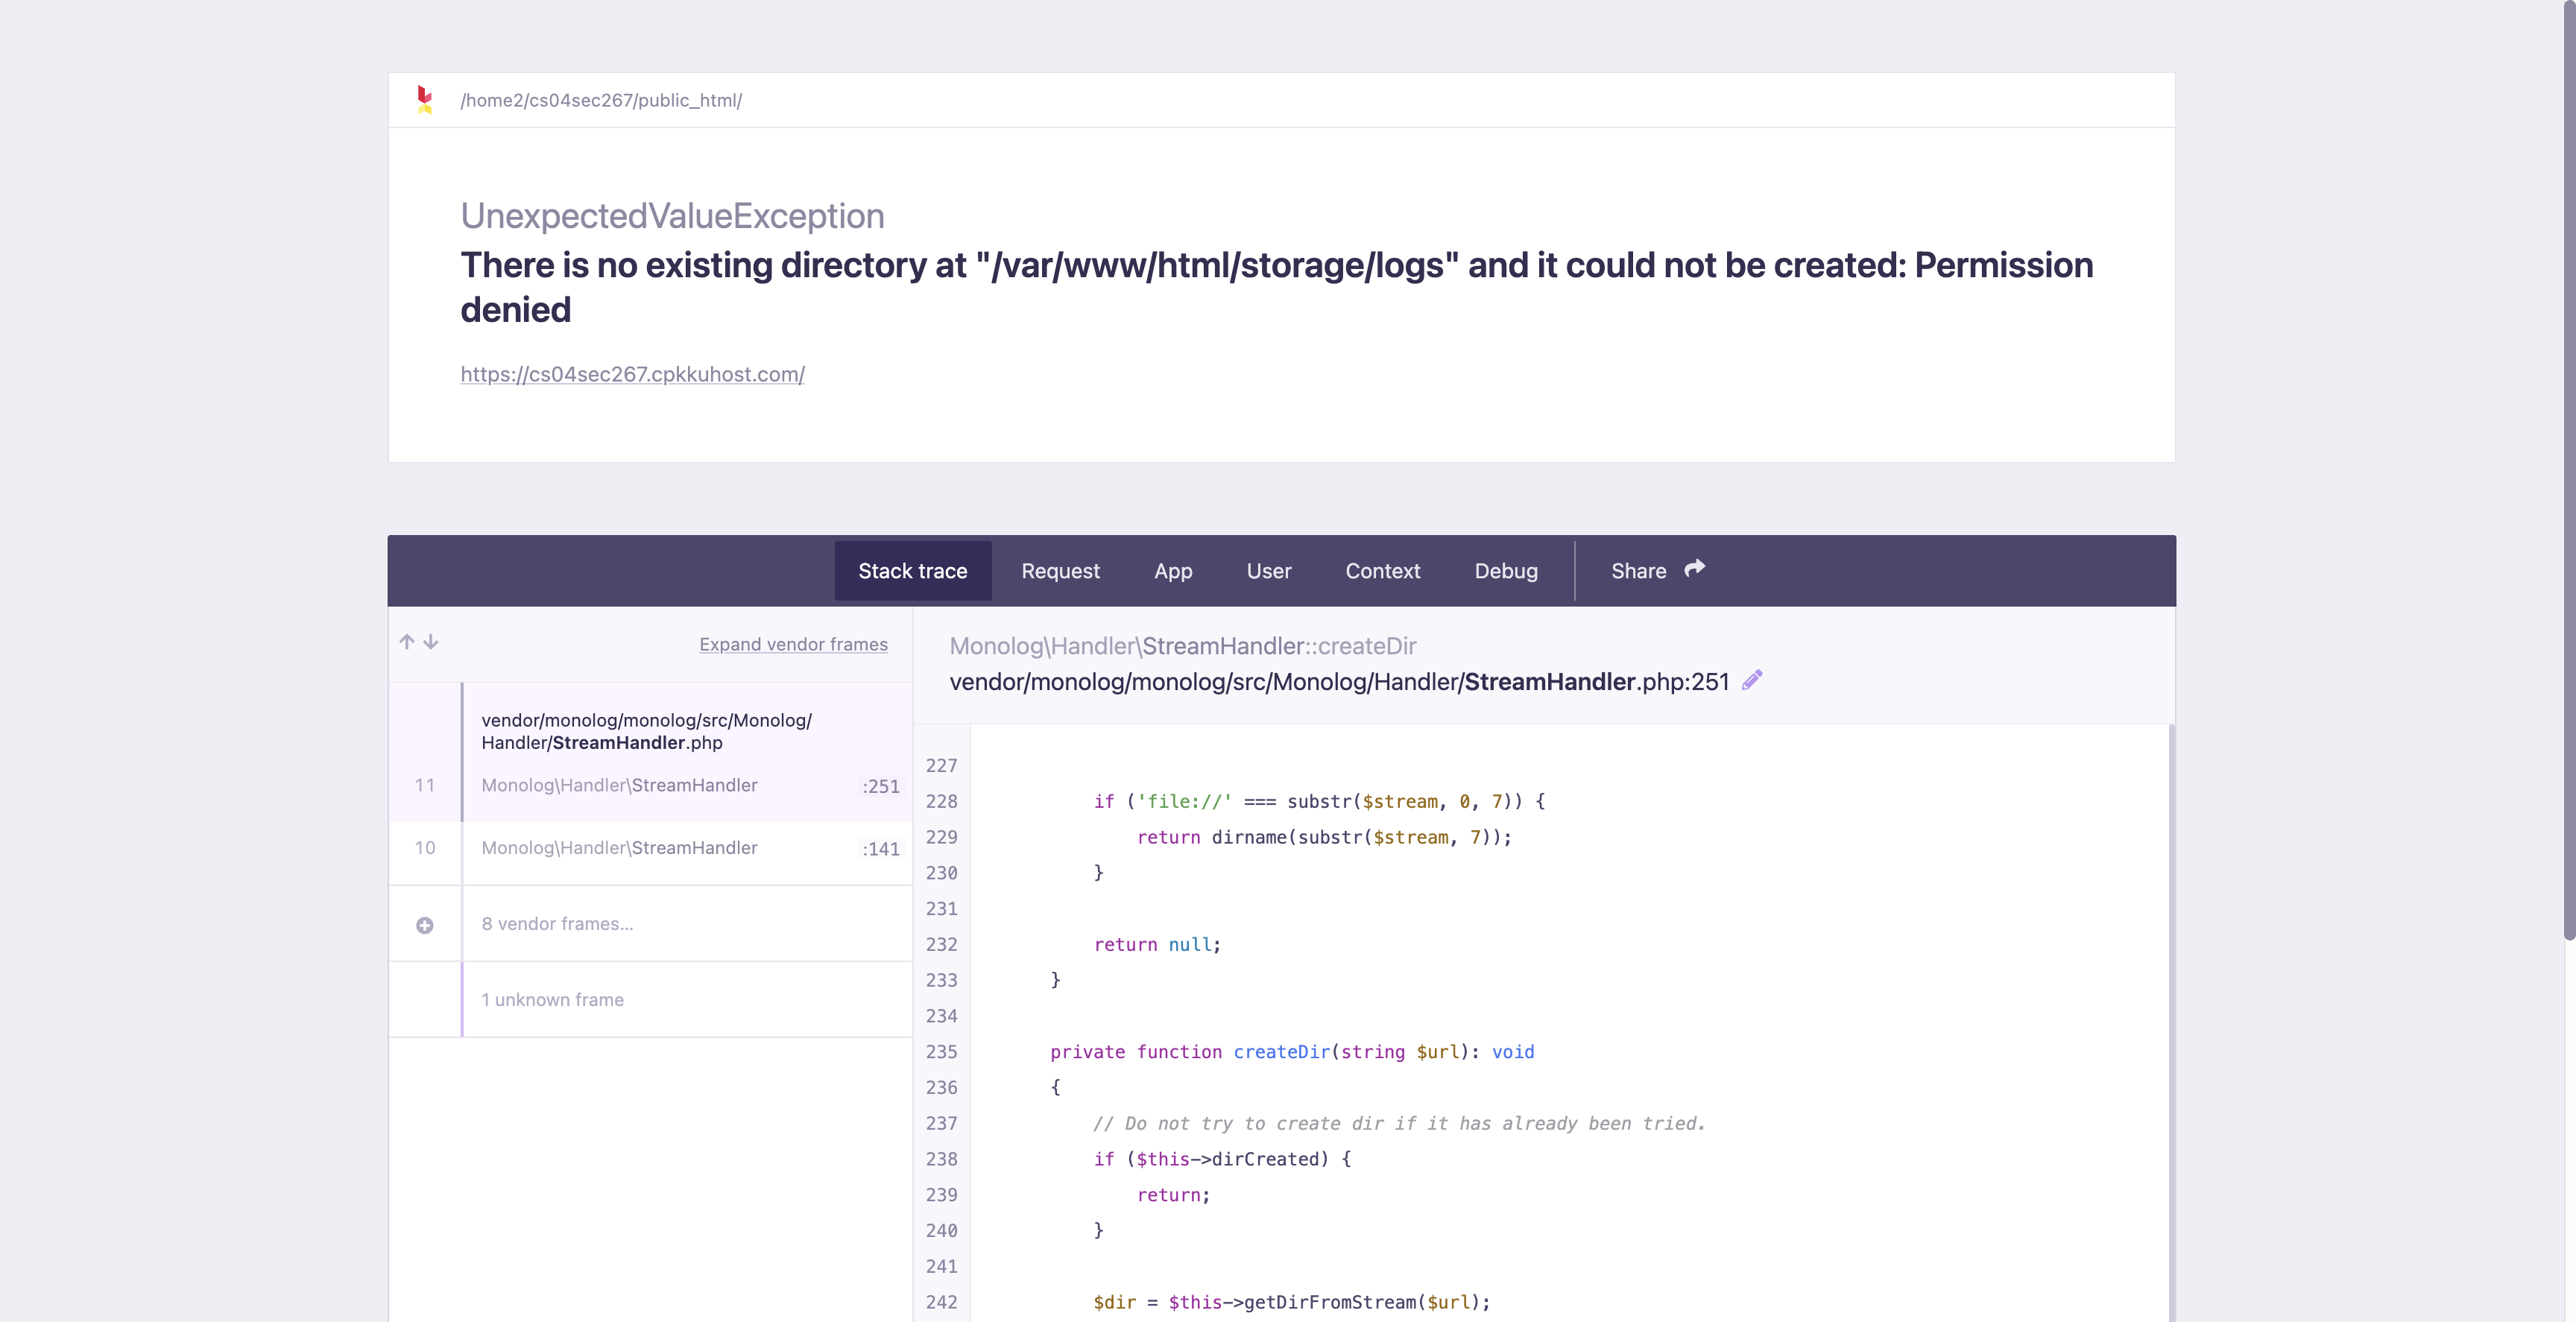 /home2/cs04sec267/public_html/
UnexpectedValueException
There is no existing directory at "/var/www/html/storage/logs" and it could not be created: Permission
denied
https://cs04sec267.cpkkuhost.com/
Stack trace
Request
App
User
Context
Debug
Share
Expand vendor frames
vendor/monolog/monolog/src/Monolog/
Handler/StreamHandler.php
11 Monolog\Handler\StreamHandler :251
10 Monolog\Handler\StreamHandler :141
8 vendor frames...
1 unknown frame
Monolog\Handler\StreamHandler::createDir
vendor/monolog/monolog/src/Monolog/Handler/StreamHandler.php:251
227
228         if ('file://' === substr($stream, 0, 7)) {
229             return dirname(substr($stream, 7));
230         }
231
232         return null;
233     }
234
235     private function createDir(string $url): void
236     {
237         // Do not try to create dir if it has already been tried.
238         if ($this->dirCreated) {
239             return;
240         }
241
242         $dir = $this->getDirFromStream($url);